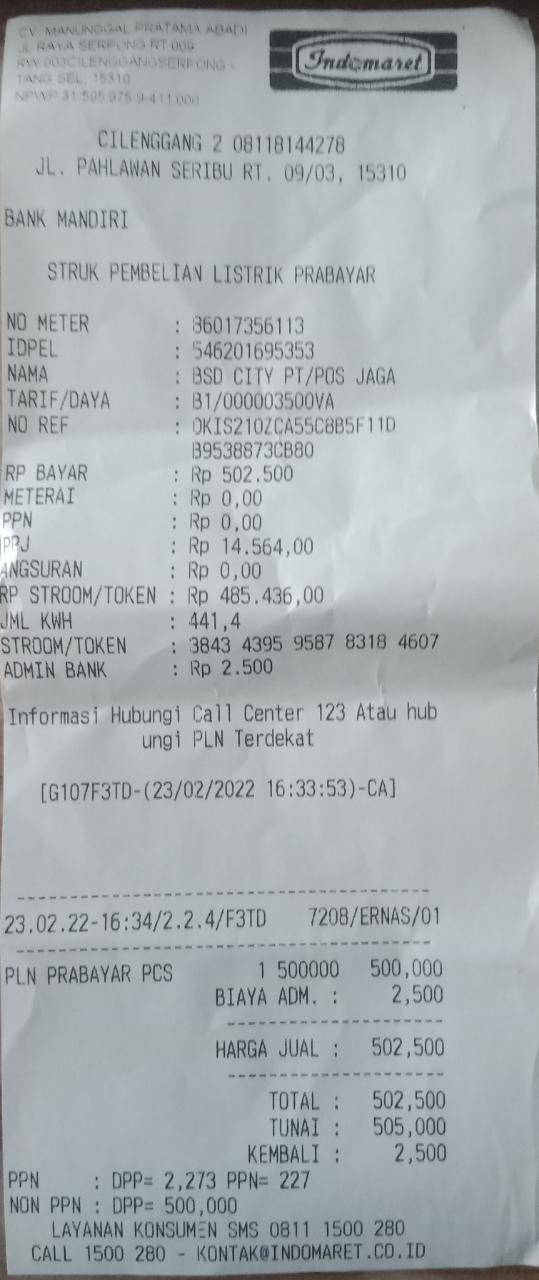 CV. MANUNGGAL PRATAMA ABADI
JL RAYA SERPONG RT 009
RW 003CILENGGANGSERPONG -
TANG SEL, 15310
NPWP 31.595.975.9-411.000
Indomaret
CILENGGANG 2 08118144278
JL. PAHLAWAN SERIBU RT. 09/03, 15310
BANK MANDIRI
STRUK PEMBELIAN LISTRIK PRABAYAR
NO METER : 86017356113
IDPEL : 546201695353
NAMA : BSD CITY PT/POS JAGA
TARIF/DAYA : B1/000003500VA
NO REF : OKIS210ZCA55C8B5F11D
B9538873CB80
RP BAYAR : Rp 502.500
METERAI : Rp 0,00
PPN : Rp 0,00
PPJ : Rp 14.564,00
ANGSURAN : Rp 0,00
RP STROOM/TOKEN : Rp 485.436,00
JML KWH : 441,4
STROOM/TOKEN : 3843 4395 9587 8318 4607
ADMIN BANK : Rp 2.500
Informasi Hubungi Call Center 123 Atau hub
ungi PLN Terdekat
[G107F3TD-(23/02/2022 16:33:53)-CA]
23.02.22-16:34/2.2.4/F3TD 7208/ERNAS/01
PLN PRABAYAR PCS 1 500000 500,000
BIAYA ADM. : 2,500
HARGA JUAL : 502,500
TOTAL : 502,500
TUNAI : 505,000
KEMBALI : 2,500
PPN : DPP= 2,273 PPN= 227
NON PPN : DPP= 500,000
LAYANAN KONSUMEN SMS 0811 1500 280
CALL 1500 280 - KONTAK@INDOMARET.CO.ID